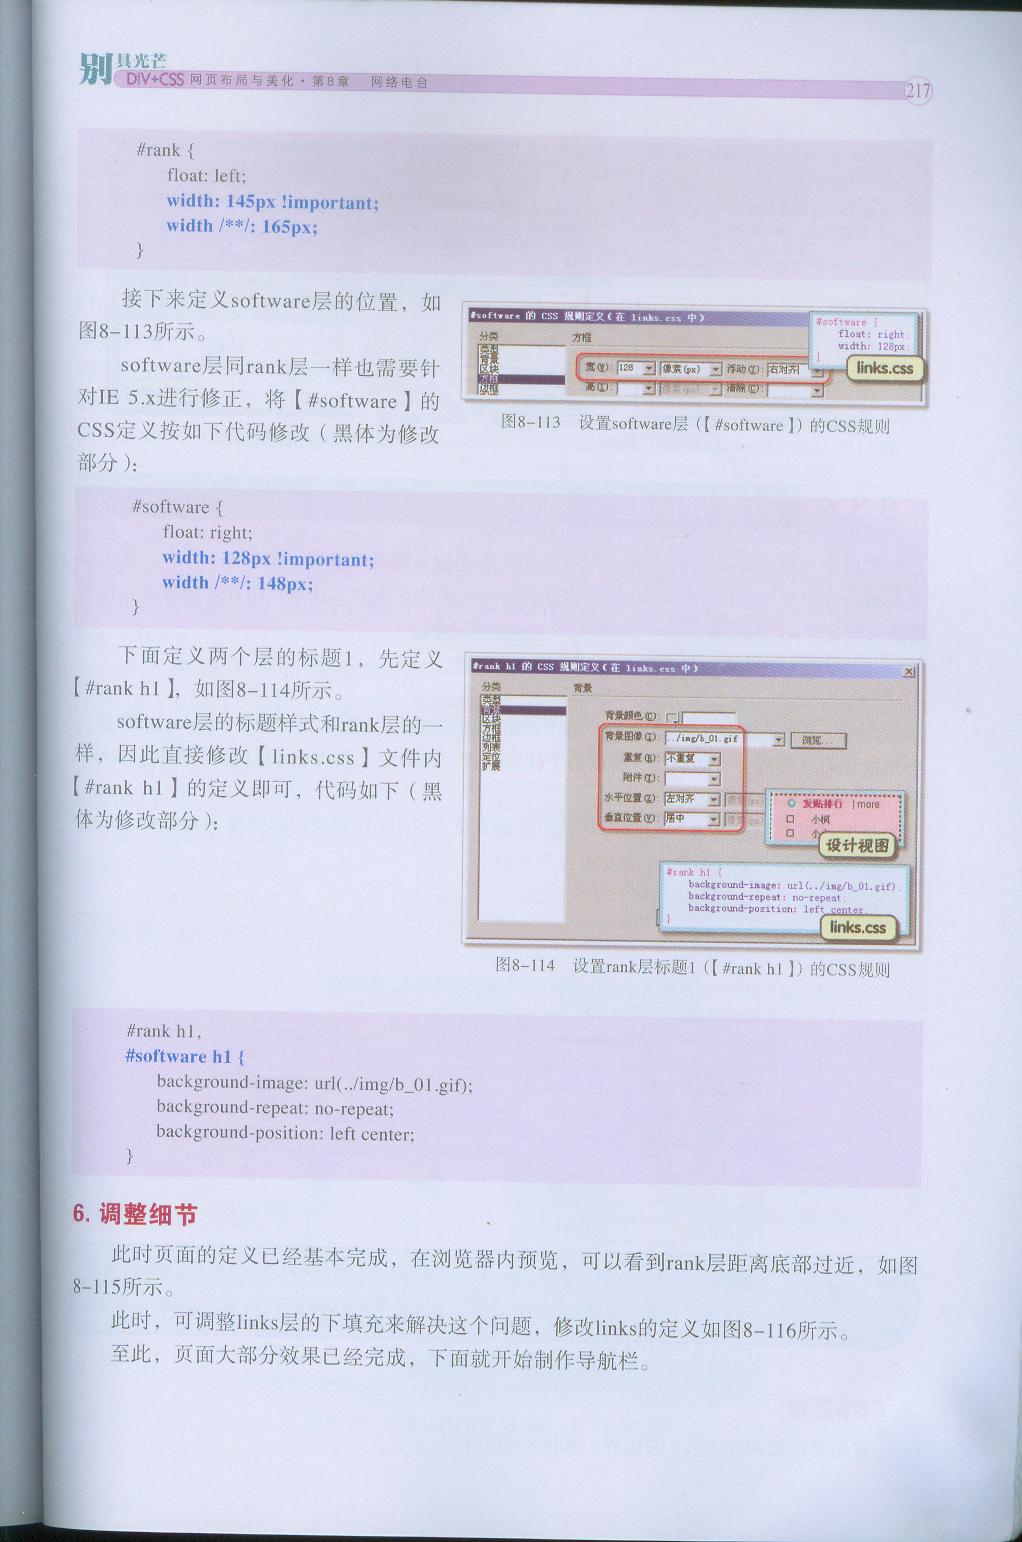 别具光芒
DIV+CSS 网页布局与美化·第8章 网络电台
217
#rank {
float: left;
width: 145px !important;
width /**/: 165px;
}
接下来定义software层的位置，如
图8-113所示。
software层同rank层一样也需要针
对IE 5.x进行修正，将【#software】的
CSS定义按如下代码修改（黑体为修改
部分）：
#software 的 CSS 规则定义(在 links.css 中)
分类
方框
类型
背景
区块
方框
边框
宽(W): 128 像素(px) 浮动(T): 右对齐
高(I): 像素(px) 清除(C):
#software {
float: right;
width: 128px;
}
links.css
图8-113 设置software层（【#software】）的CSS规则
#software {
float: right;
width: 128px !important;
width /**/: 148px;
}
下面定义两个层的标题1，先定义
【#rank h1】，如图8-114所示。
software层的标题样式和rank层的一
样，因此直接修改【links.css】文件内
【#rank h1】的定义即可，代码如下（黑
体为修改部分）：
#rank h1 的 CSS 规则定义(在 links.css 中)
分类
背景
类型
背景
区块
方框
边框
列表
定位
扩展
背景颜色(C):
背景图像(I): ../img/b_01.gif 浏览...
重复(R): 不重复
附件(T):
水平位置(Z): 左对齐 像素(px)
垂直位置(V): 居中
发贴排行 |more
小枫
设计视图
#rank h1 {
background-image: url(../img/b_01.gif);
background-repeat: no-repeat;
background-position: left center;
}
links.css
图8-114 设置rank层标题1（【#rank h1】）的CSS规则
#rank h1,
#software h1 {
background-image: url(../img/b_01.gif);
background-repeat: no-repeat;
background-position: left center;
}
6. 调整细节
此时页面的定义已经基本完成，在浏览器内预览，可以看到rank层距离底部过近，如图
8-115所示。
此时，可调整links层的下填充来解决这个问题，修改links的定义如图8-116所示。
至此，页面大部分效果已经完成，下面就开始制作导航栏。